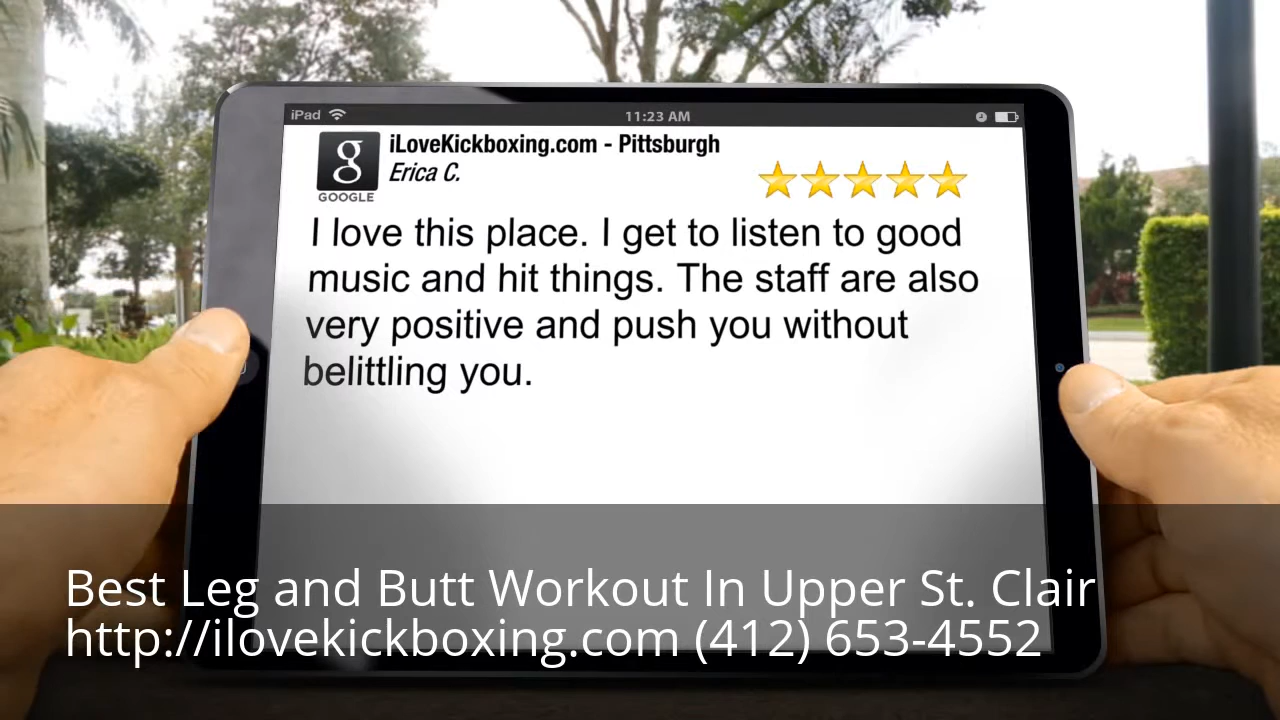 iPad
11:23 AM
g
GOOGLE
iLoveKickboxing.com - Pittsburgh
Erica C.
I love this place. I get to listen to good
music and hit things. The staff are also
very positive and push you without
belittling you.
Best Leg and Butt Workout In Upper St. Clair
http://ilovekickboxing.com (412) 653-4552